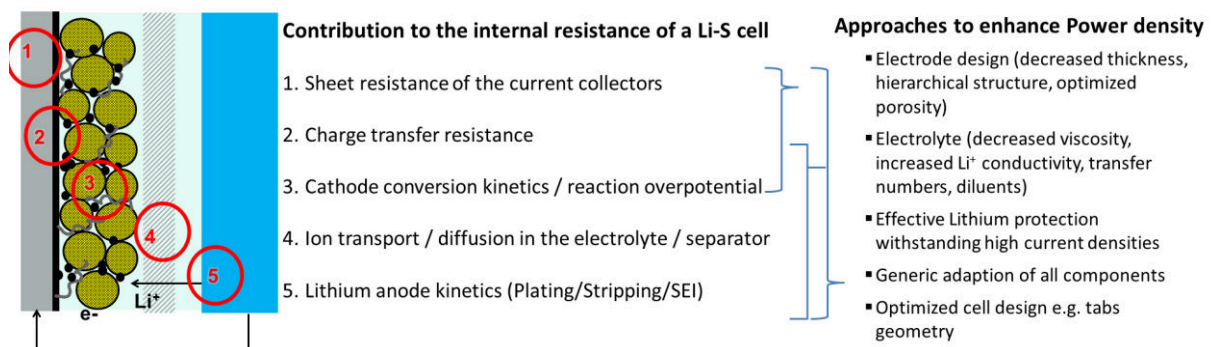 Contribution to the internal resistance of a Li-S cell
1. Sheet resistance of the current collectors
2. Charge transfer resistance
3. Cathode conversion kinetics / reaction overpotential
4. Ion transport / diffusion in the electrolyte / separator
5. Lithium anode kinetics (Plating/Stripping/SEI)
Approaches to enhance Power density
▪ Electrode design (decreased thickness,
hierarchical structure, optimized
porosity)
▪ Electrolyte (decreased viscosity,
increased Li⁺ conductivity, transfer
numbers, diluents)
▪ Effective Lithium protection
withstanding high current densities
▪ Generic adaption of all components
▪ Optimized cell design e.g. tabs
geometry
1
2
3
4
5
Li⁺
e-